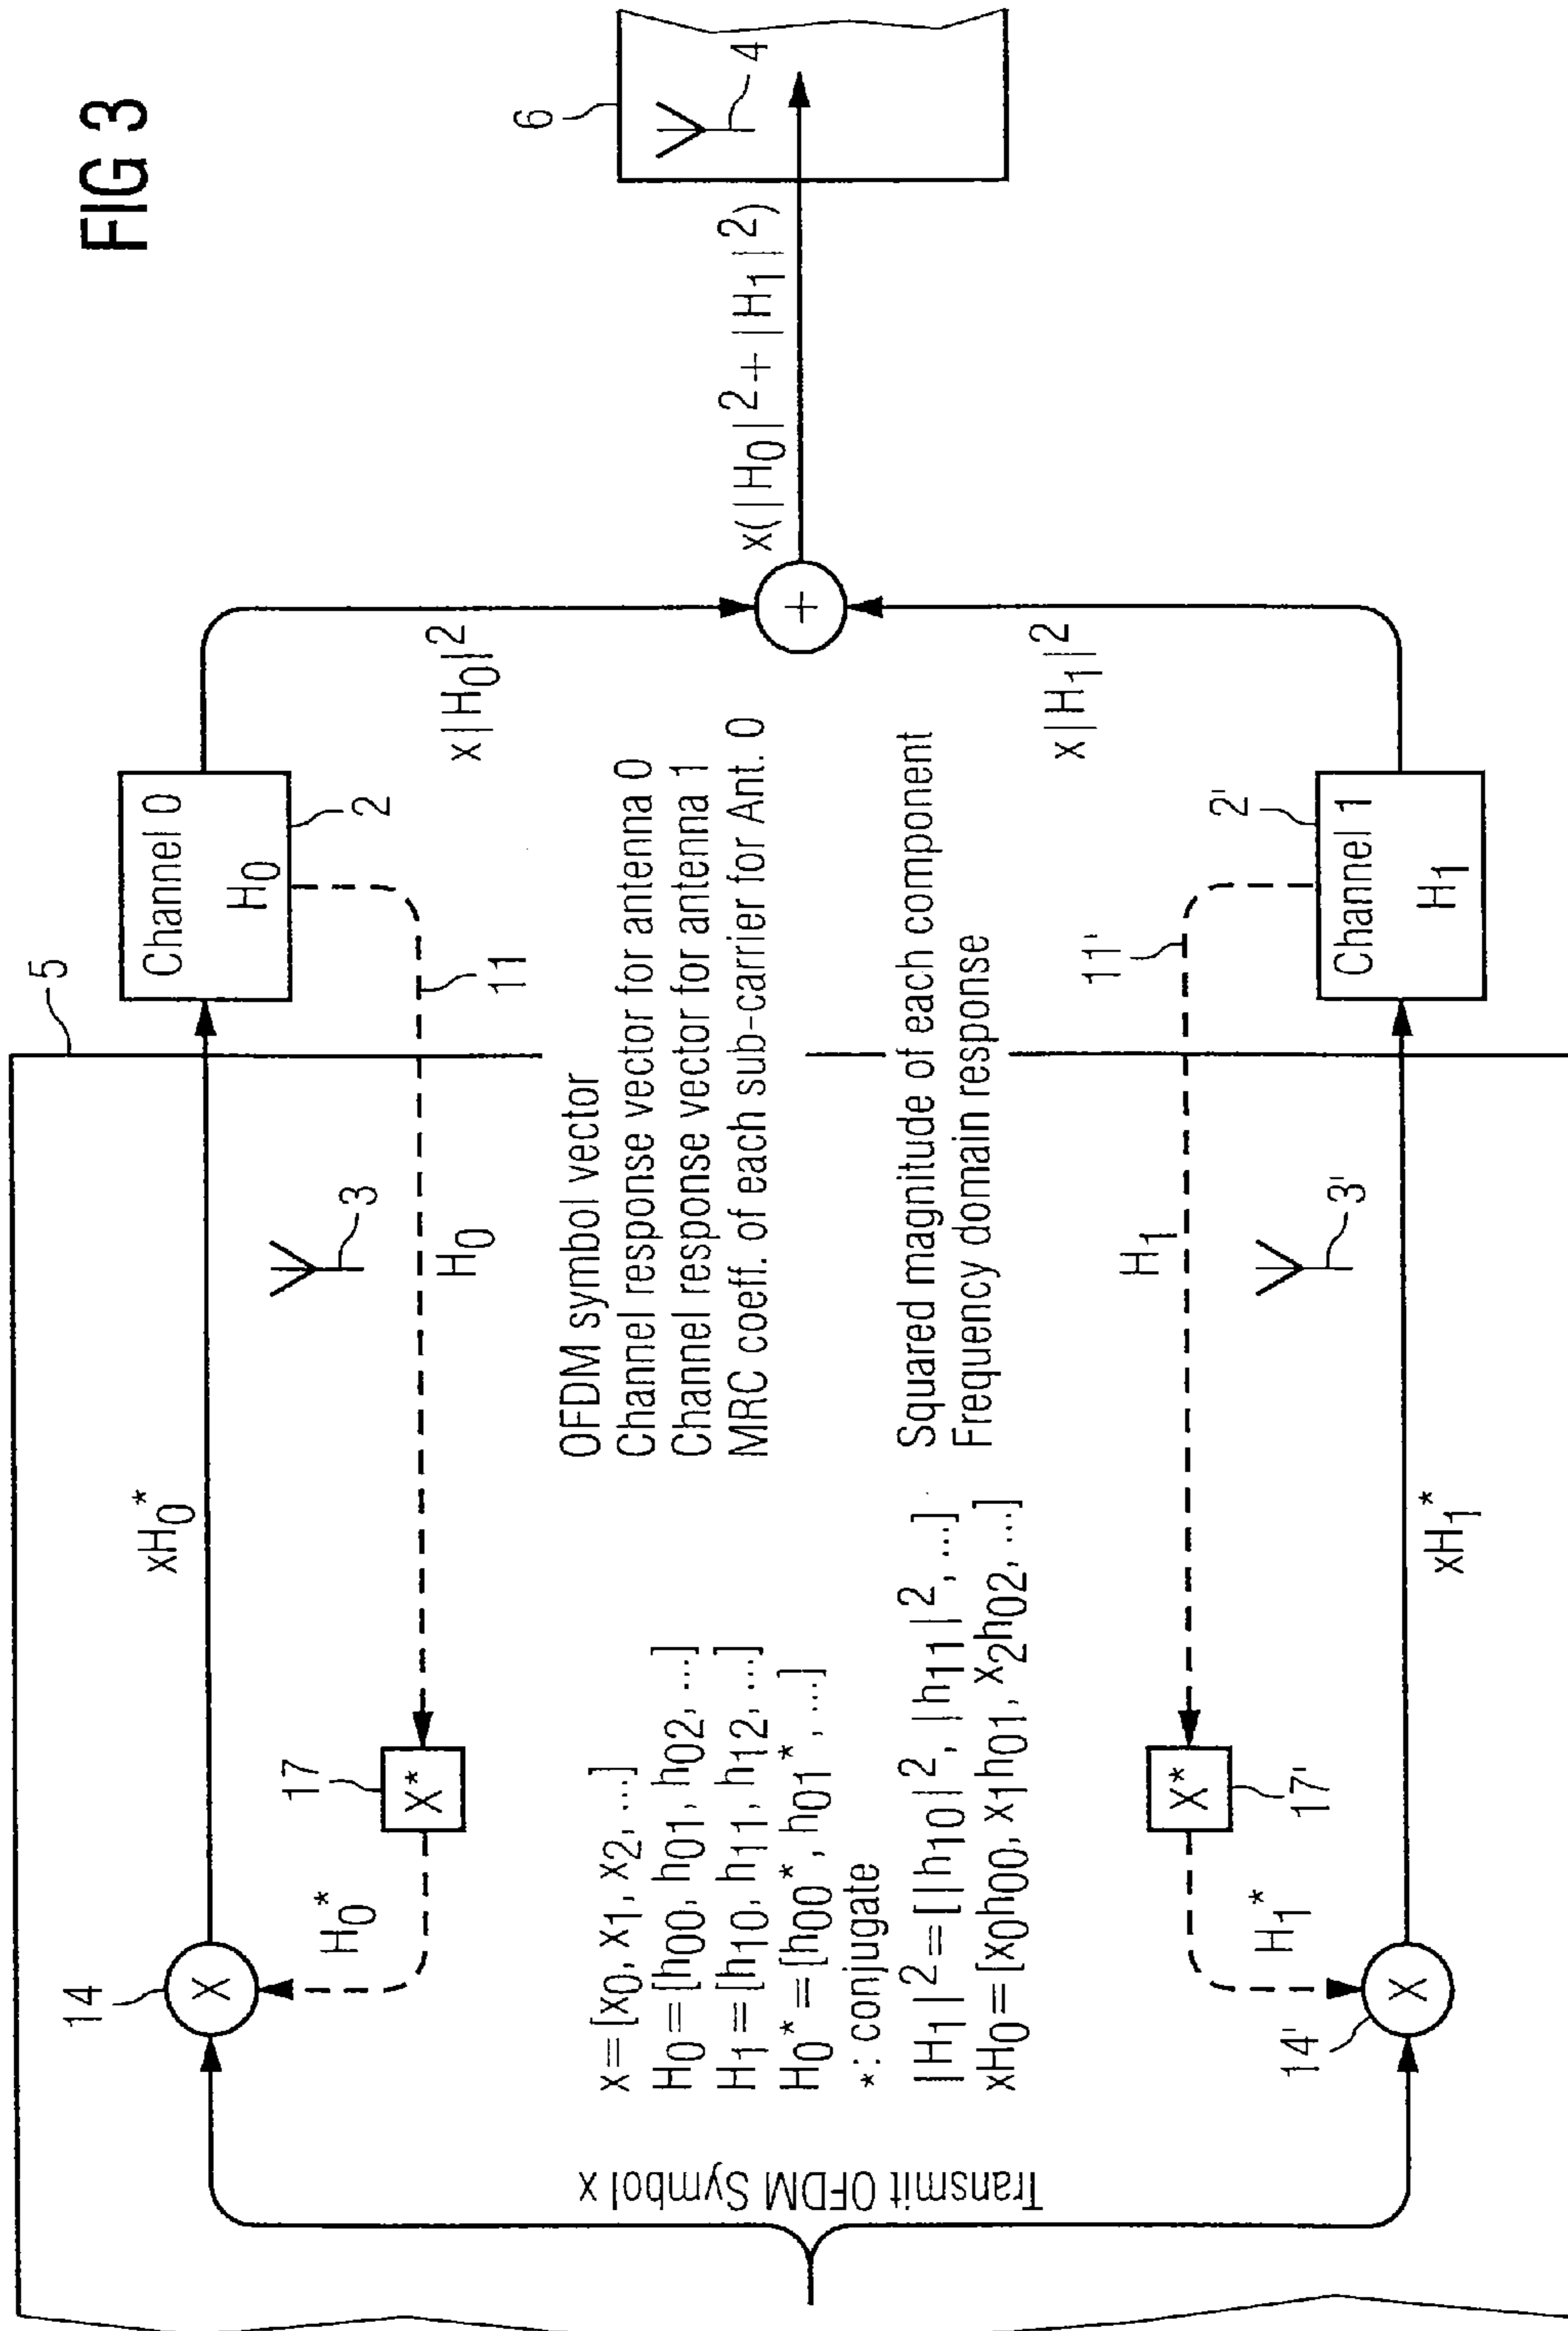 FIG 3
5
6
4
14
xH₀*
3
Channel 0
H₀
2
H₀*
17
X*
H₀
11
x|H₀|²
X
Transmit OFDM Symbol x
x=[x₀, x₁, x₂, ...] OFDM symbol vector
H₀=[h₀₀, h₀₁, h₀₂, ...] Channel response vector for antenna 0
H₁=[h₁₀, h₁₁, h₁₂, ...] Channel response vector for antenna 1
H₀*=[h₀₀*, h₀₁*, ...] MRC coeff. of each sub-carrier for Ant. 0
*: conjugate
|H₁|²=[|h₁₀|², |h₁₁|², ...] Squared magnitude of each component
xH₀=[x₀h₀₀, x₁h₀₁, x₂h₀₂, ...] Frequency domain response
+
x(|H₀|²+|H₁|²)
H₁
11'
x|H₁|²
X*
17'
H₁*
3'
2'
14'
X
xH₁*
Channel 1
H₁